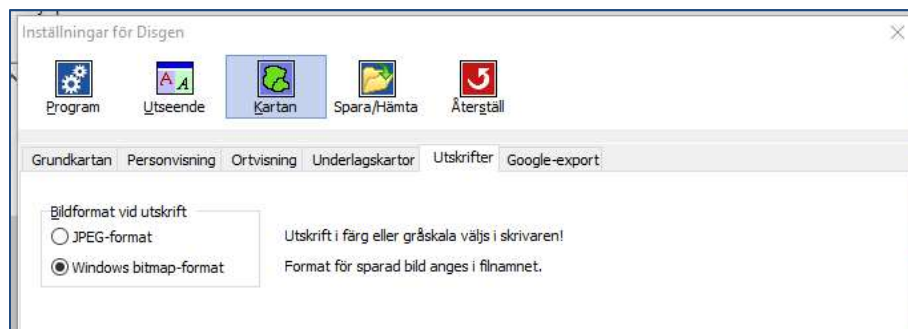 Inställningar för Disgen
A A
Program Utseende Kartan Spara/Hämta Återställ
Grundkartan Personvisning Ortvisning Underlagskartor Utskrifter Google-export
Bildformat vid utskrift
JPEG-format Utskrift i färg eller gråskala väljs i skrivaren!
Windows bitmap-format Format för sparad bild anges i filnamnet.